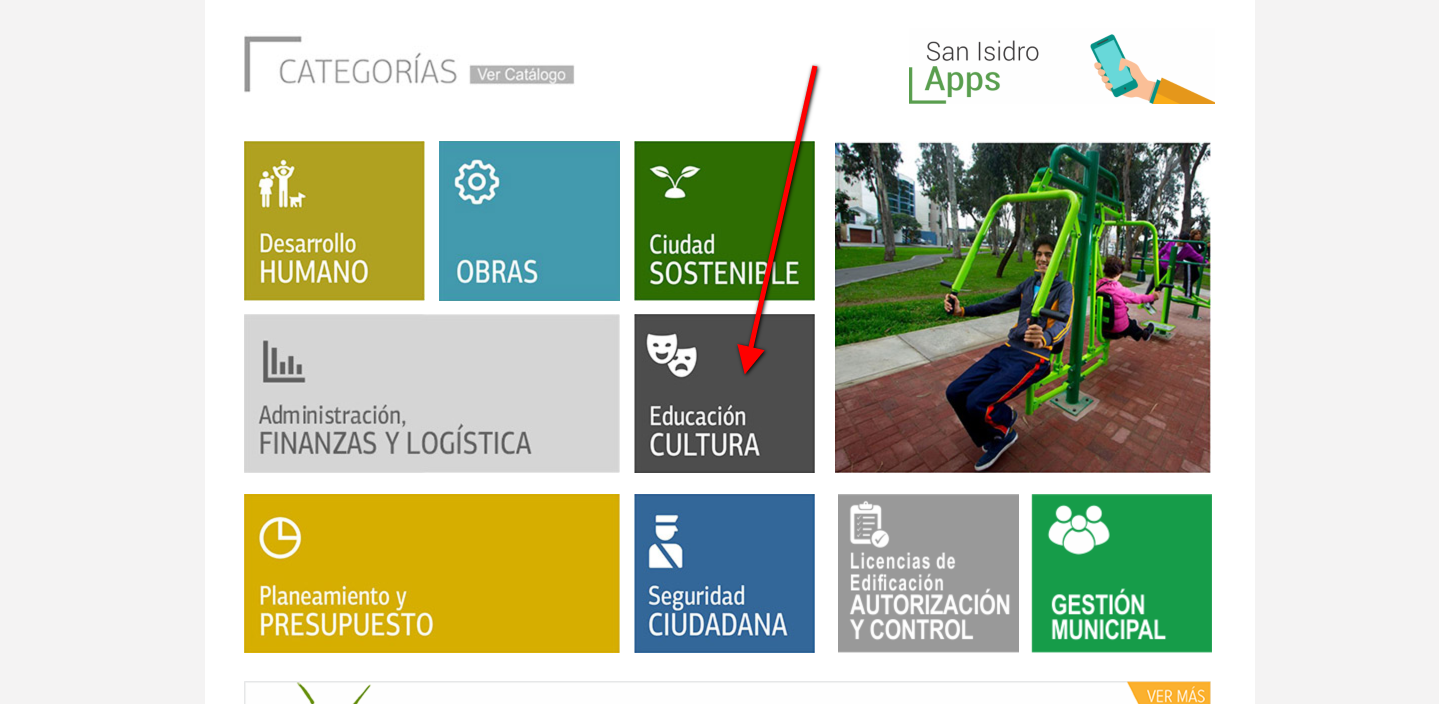 CATEGORÍAS Ver Catálogo
San Isidro
Apps
Desarrollo
HUMANO
OBRAS
Ciudad
SOSTENIBLE
Administración,
FINANZAS Y LOGÍSTICA
Educación
CULTURA
Planeamiento y
PRESUPUESTO
Seguridad
CIUDADANA
Licencias de
Edificación
AUTORIZACIÓN
Y CONTROL
GESTIÓN
MUNICIPAL
VER MÁS